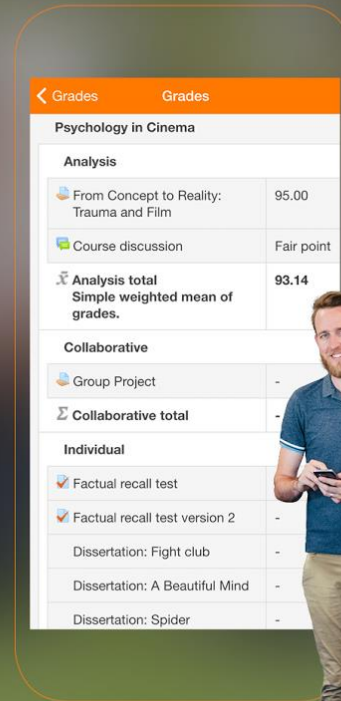 Grades Grades
Psychology in Cinema
Analysis
From Concept to Reality: 95.00
Trauma and Film
Course discussion Fair point
x̄ Analysis total 93.14
Simple weighted mean of
grades.
Collaborative
Group Project -
Σ Collaborative total -
Individual
Factual recall test
Factual recall test version 2 -
Dissertation: Fight club -
Dissertation: A Beautiful Mind -
Dissertation: Spider -